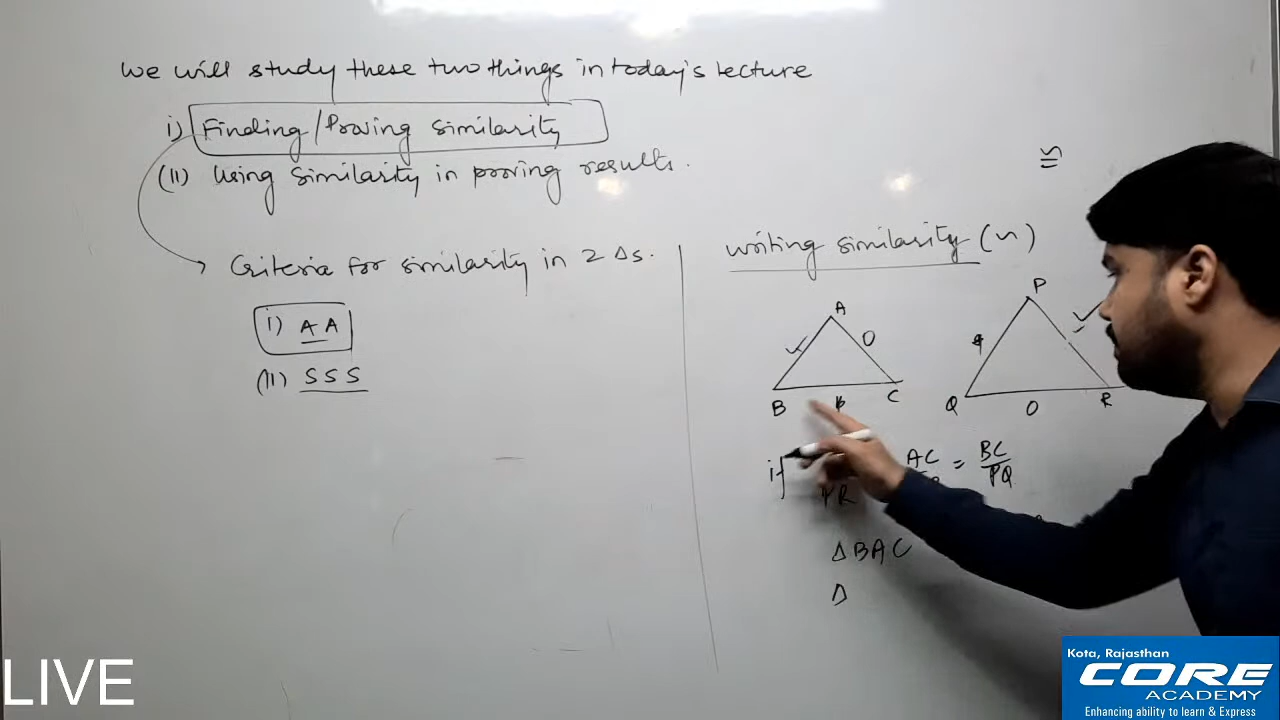 We will study these two things in today's lecture
i) Finding/Proving similarity
(II) Using Similarity in proving results.
≅
Criteria for similarity in 2 Δs.
i) AA
(II) SSS
writing similarity (~)
A
B
C
P
Q
R
O
O
if
AC = BC
PR
PQ
Δ BAC
Δ
LIVE
Kota, Rajasthan
CORE
ACADEMY
Enhancing ability to learn & Express